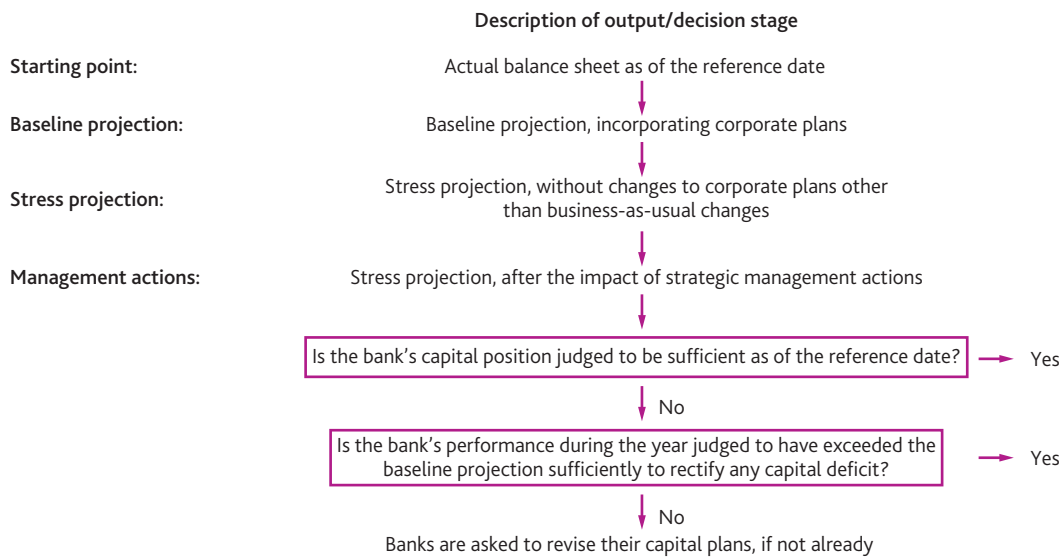 Description of output/decision stage
Starting point:
Actual balance sheet as of the reference date
Baseline projection:
Baseline projection, incorporating corporate plans
Stress projection:
Stress projection, without changes to corporate plans other
than business-as-usual changes
Management actions:
Stress projection, after the impact of strategic management actions
Is the bank's capital position judged to be sufficient as of the reference date?
Yes
No
Is the bank's performance during the year judged to have exceeded the
baseline projection sufficiently to rectify any capital deficit?
Yes
No
Banks are asked to revise their capital plans, if not already